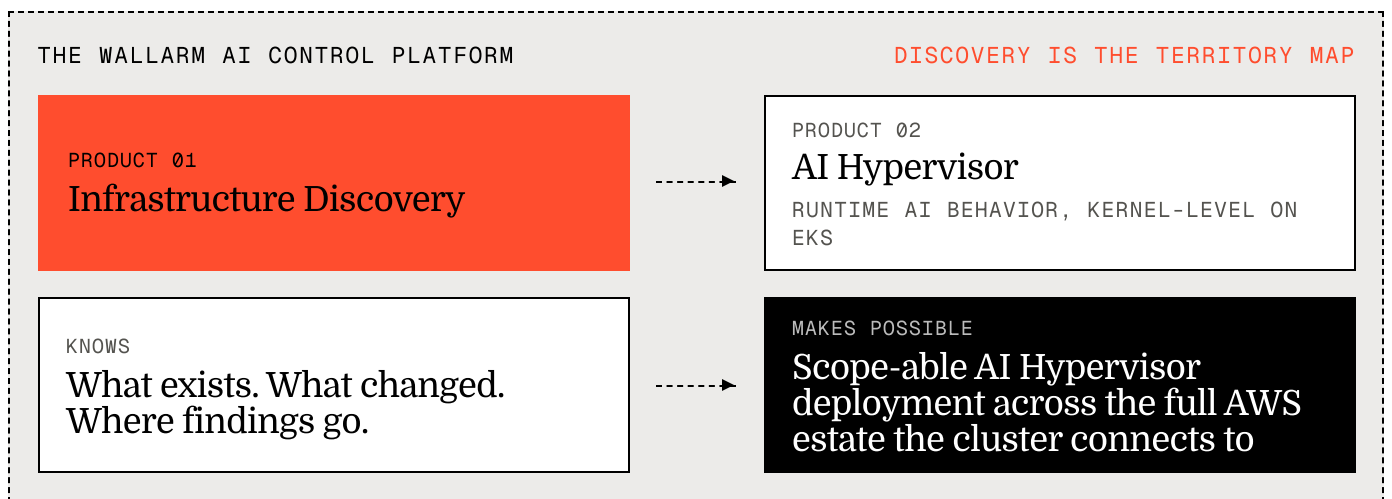 THE WALLARM AI CONTROL PLATFORM
DISCOVERY IS THE TERRITORY MAP
PRODUCT 01
Infrastructure Discovery
PRODUCT 02
AI Hypervisor
RUNTIME AI BEHAVIOR, KERNEL-LEVEL ON
EKS
KNOWS
What exists. What changed.
Where findings go.
MAKES POSSIBLE
Scope-able AI Hypervisor
deployment across the full AWS
estate the cluster connects to